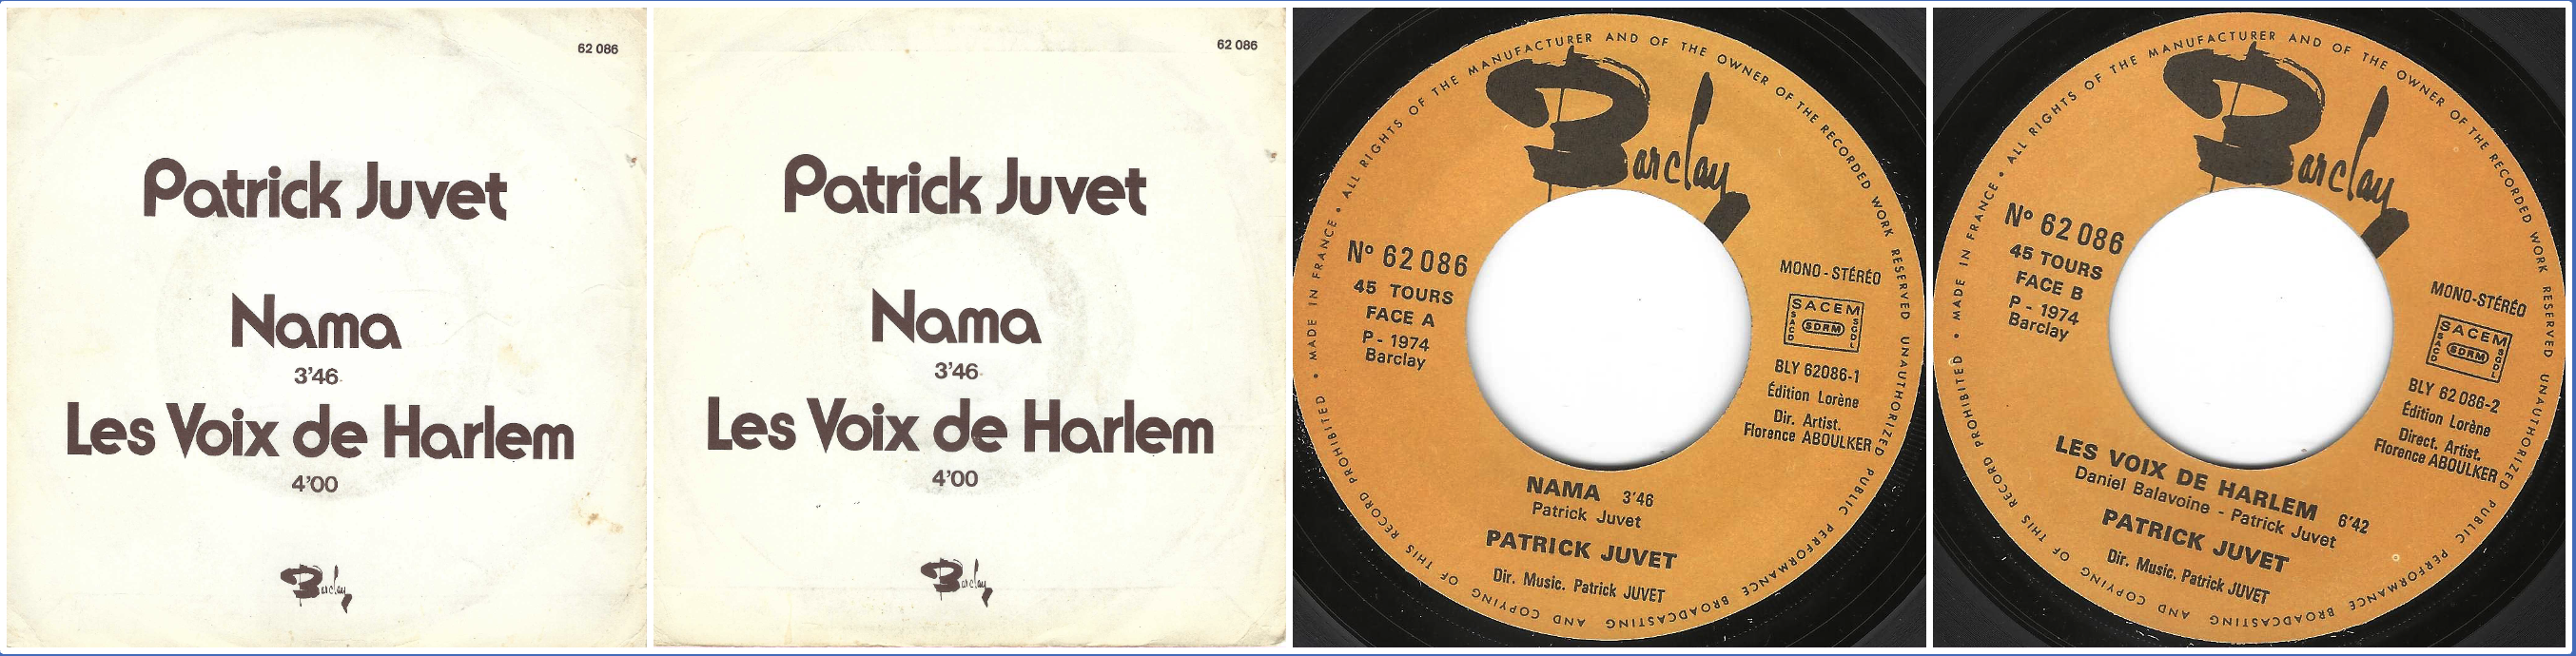 62 086
Patrick Juvet
Nama
3'46
Les Voix de Harlem
4'00
Barclay
62 086
Patrick Juvet
Nama
3'46
Les Voix de Harlem
4'00
Barclay
• MADE IN FRANCE • ALL RIGHTS OF THE MANUFACTURER AND OF THE OWNER OF THE RECORDED WORK RESERVED UNAUTHORIZED PUBLIC PERFORMANCE BROADCASTING AND COPYING OF THIS RECORD PROHIBITED
Barclay
N° 62 086
45 TOURS
FACE A
P - 1974
Barclay
MONO-STÉRÉO
SACEM
SACD
SDRM
SGDL
BLY 62086-1
Édition Lorène
Dir. Artist.
Florence ABOULKER
NAMA 3'46
Patrick Juvet
PATRICK JUVET
Dir. Music. Patrick JUVET
• MADE IN FRANCE • ALL RIGHTS OF THE MANUFACTURER AND OF THE OWNER OF THE RECORDED WORK RESERVED UNAUTHORIZED PUBLIC PERFORMANCE BROADCASTING AND COPYING OF THIS RECORD PROHIBITED
Barclay
N° 62 086
45 TOURS
FACE B
P - 1974
Barclay
MONO-STÉRÉO
SACEM
SACD
SDRM
SGDL
BLY 62 086-2
Édition Lorène
Direct. Artist.
Florence ABOULKER
LES VOIX DE HARLEM 6'42
Daniel Balavoine - Patrick Juvet
PATRICK JUVET
Dir. Music. Patrick JUVET